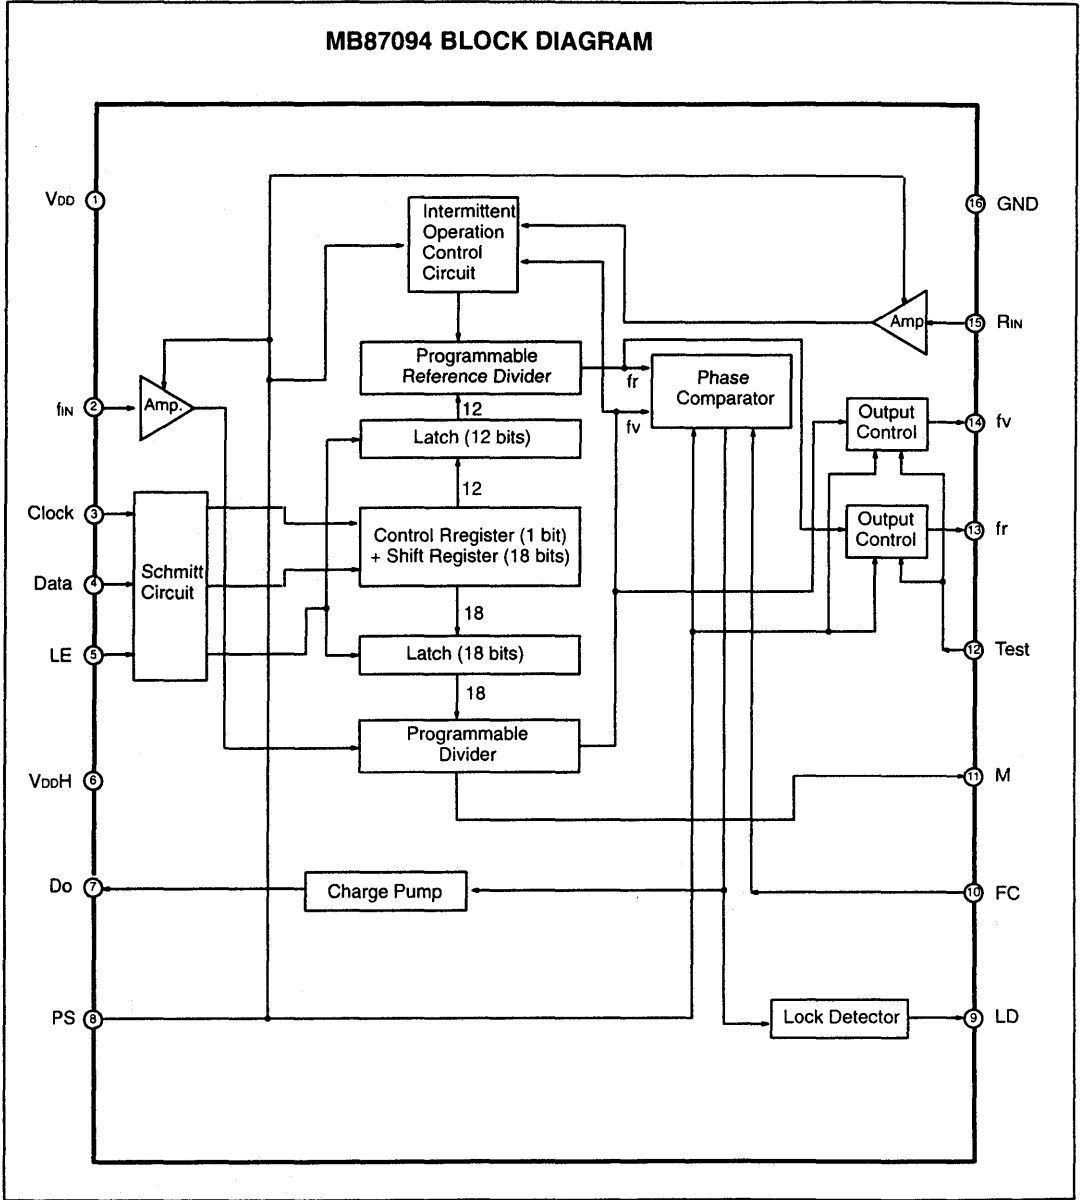 MB87094 BLOCK DIAGRAM
VDD 1
16 GND
Intermittent
Operation
Control
Circuit
Amp
15 RIN
Programmable
Reference Divider
fr
Phase
Comparator
fIN 2
Amp.
12
fv
Latch (12 bits)
Output
Control
14 fv
12
Clock 3
Control Rregister (1 bit)
+ Shift Register (18 bits)
Output
Control
13 fr
Data 4
Schmitt
Circuit
18
LE 5
Latch (18 bits)
12 Test
18
Programmable
Divider
VDDH 6
11 M
Do 7
Charge Pump
10 FC
PS 8
Lock Detector
9 LD